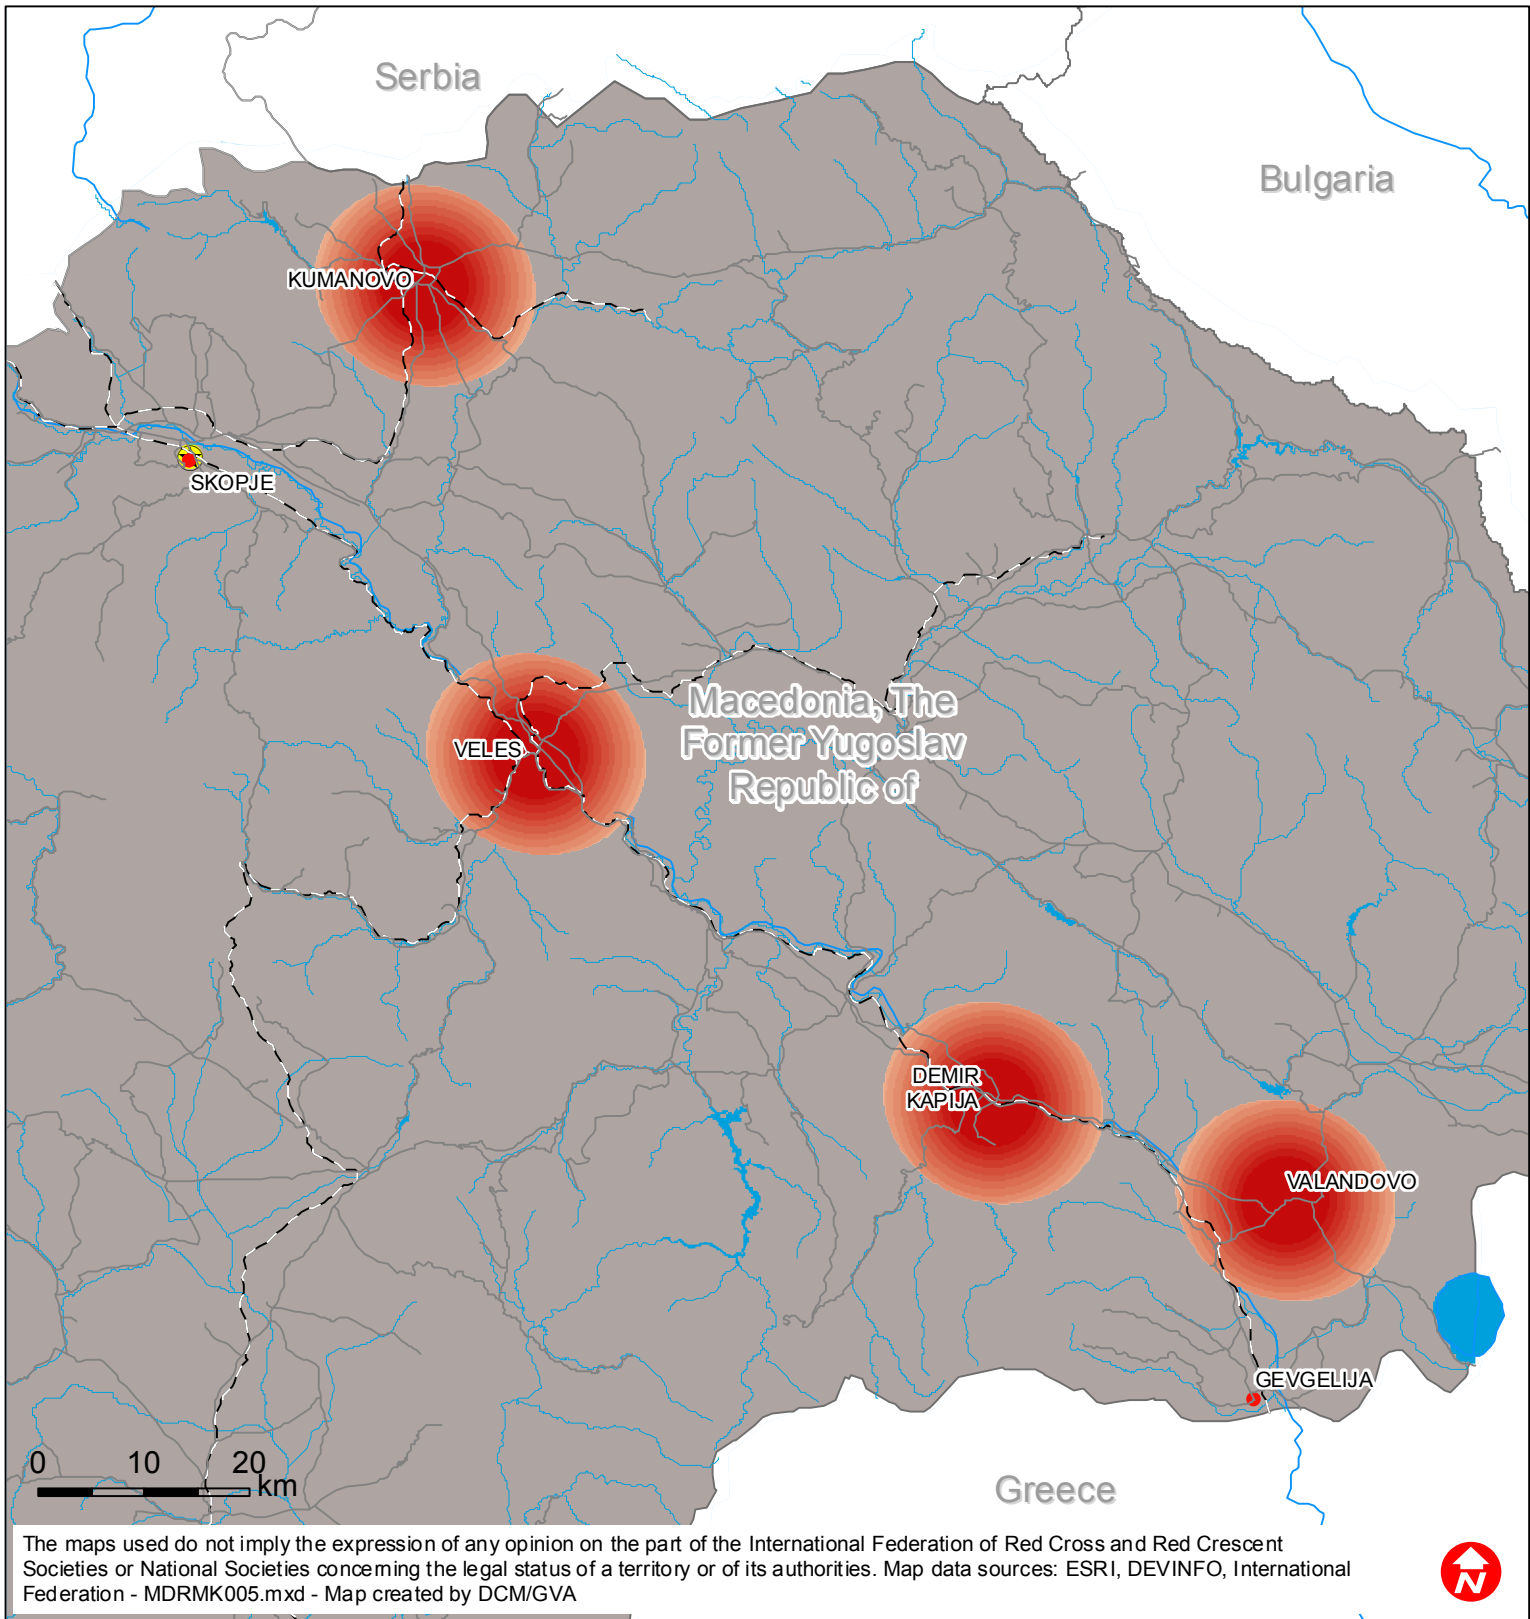 Serbia
Bulgaria
KUMANOVO
SKOPJE
Macedonia, The
Former Yugoslav
Republic of
VELES
DEMIR
KAPIJA
VALANDOVO
GEVGELIJA
0 10 20
km
Greece
The maps used do not imply the expression of any opinion on the part of the International Federation of Red Cross and Red Crescent
Societies or National Societies concerning the legal status of a territory or of its authorities. Map data sources: ESRI, DEVINFO, International
Federation - MDRMK005.mxd - Map created by DCM/GVA
N